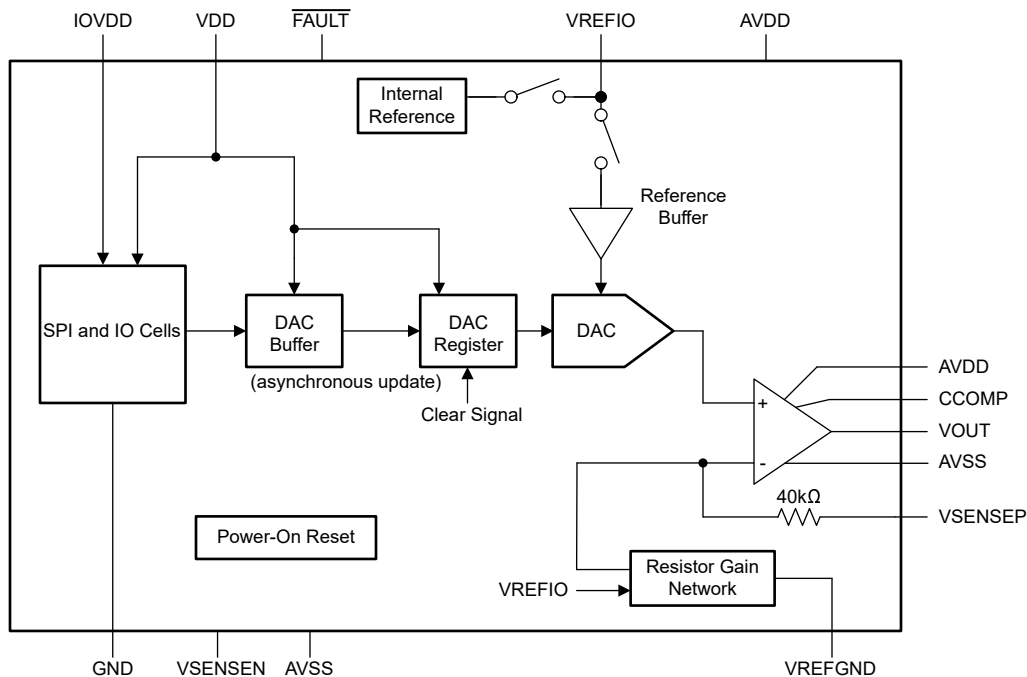 IOVDD
VDD
FAULT
VREFIO
AVDD
Internal
Reference
Reference
Buffer
SPI and IO Cells
DAC
Buffer
(asynchronous update)
DAC
Register
Clear Signal
DAC
+
-
AVDD
CCOMP
VOUT
AVSS
40kΩ
VSENSEP
Power-On Reset
VREFIO
Resistor Gain
Network
GND
VSENSEN
AVSS
VREFGND